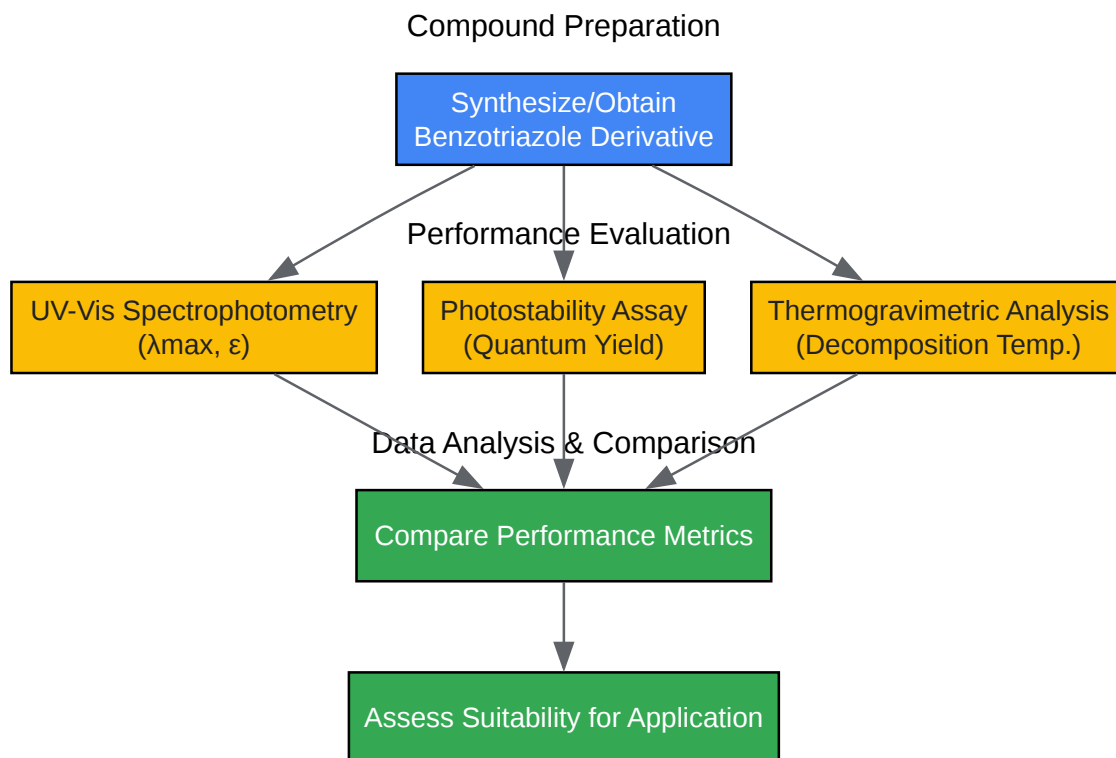 Compound Preparation
Synthesize/Obtain
Benzotriazole Derivative
Performance Evaluation
UV-Vis Spectrophotometry
(λmax, ε)
Photostability Assay
(Quantum Yield)
Thermogravimetric Analysis
(Decomposition Temp.)
Data Analysis & Comparison
Compare Performance Metrics
Assess Suitability for Application